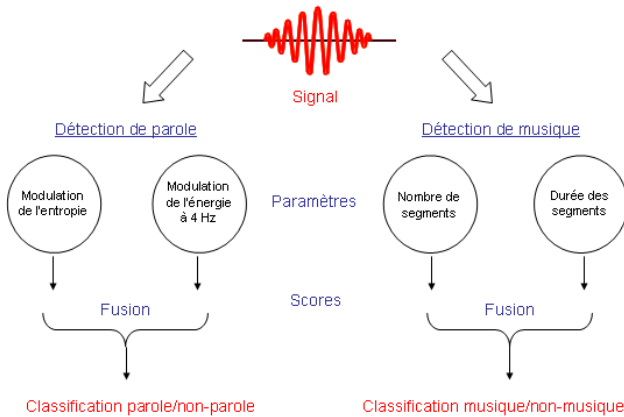 Signal
Détection de parole
Détection de musique
Modulation
de l'entropie
Modulation
de l'énergie
à 4 Hz
Paramètres
Nombre de
segments
Durée des
segments
Fusion
Scores
Fusion
Classification parole/non-parole
Classification musique/non-musique